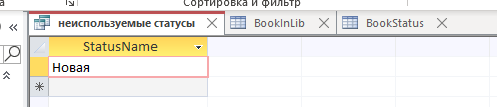 Сортировка и фильтр
неиспользуемые статусы
BookInLib
BookStatus
StatusName
Новая